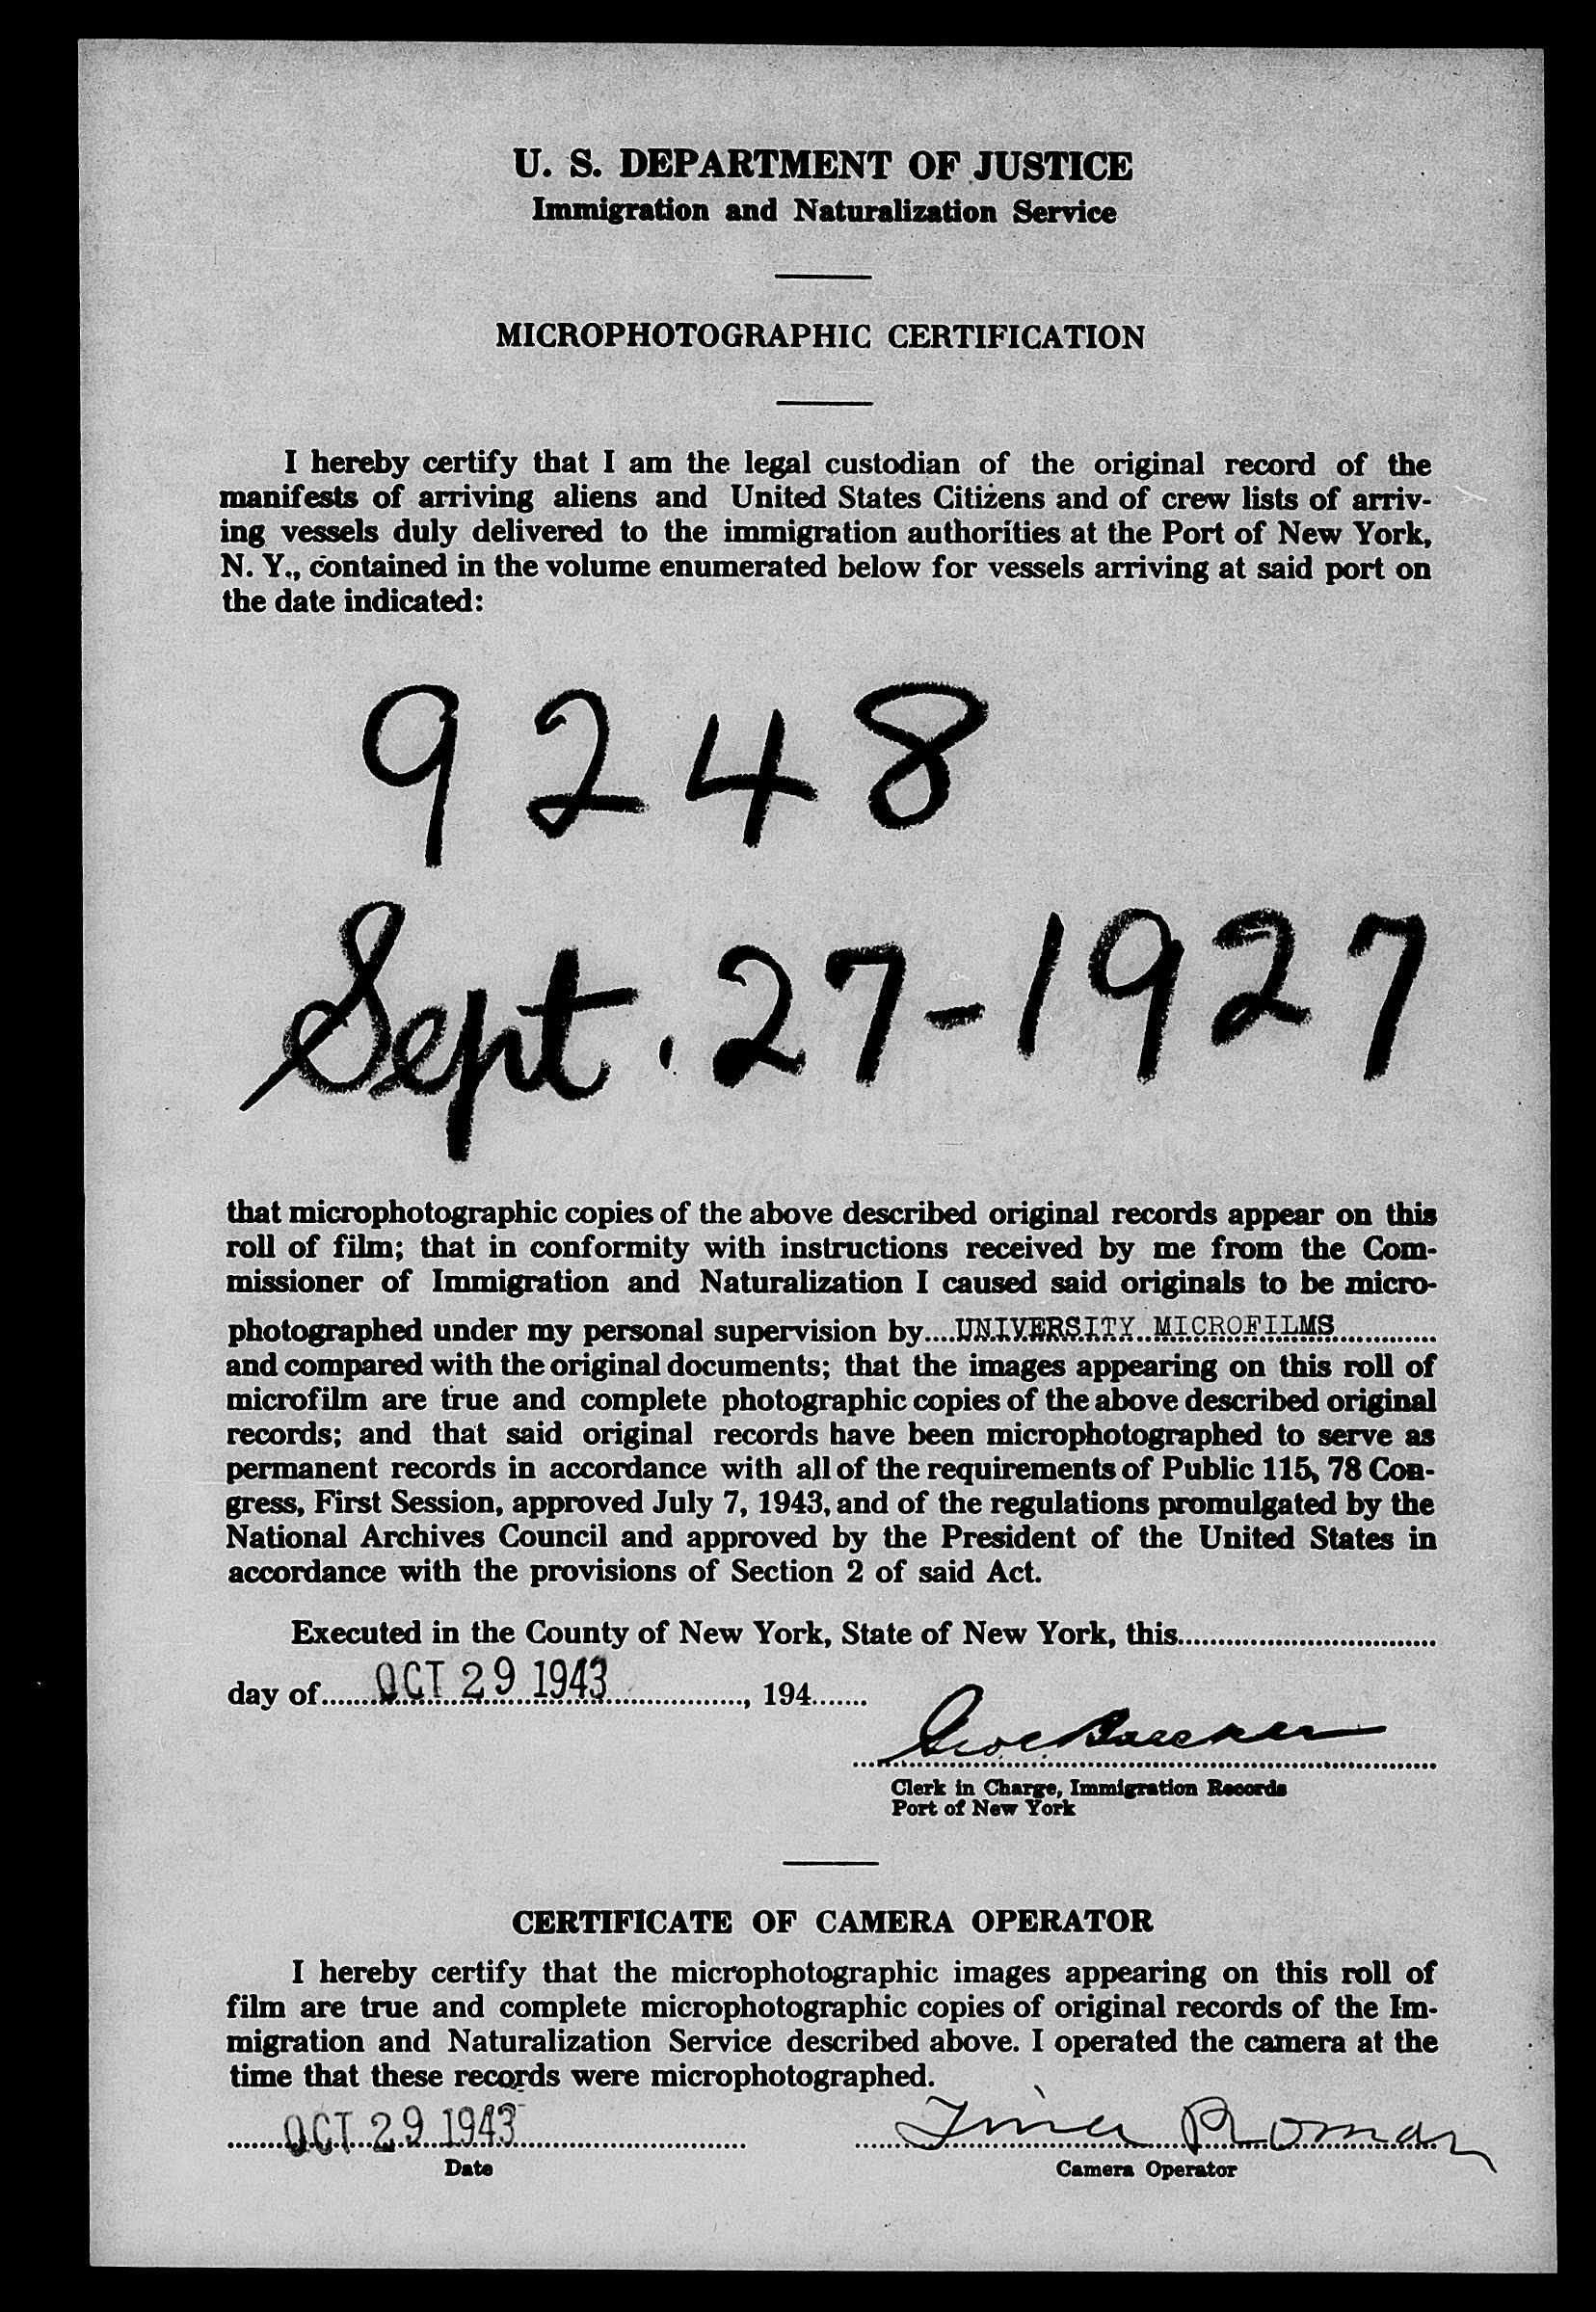 U. S. DEPARTMENT OF JUSTICE
Immigration and Naturalization Service
MICROPHOTOGRAPHIC CERTIFICATION
I hereby certify that I am the legal custodian of the original record of the
manifests of arriving aliens and United States Citizens and of crew lists of arriv-
ing vessels duly delivered to the immigration authorities at the Port of New York,
N. Y., contained in the volume enumerated below for vessels arriving at said port on
the date indicated:
9248
Sept. 27-1927
that microphotographic copies of the above described original records appear on this
roll of film; that in conformity with instructions received by me from the Com-
missioner of Immigration and Naturalization I caused said originals to be micro-
photographed under my personal supervision by....UNIVERSITY MICROFILMS..............
and compared with the original documents; that the images appearing on this roll of
microfilm are true and complete photographic copies of the above described original
records; and that said original records have been microphotographed to serve as
permanent records in accordance with all of the requirements of Public 115, 78 Con-
gress, First Session, approved July 7, 1943, and of the regulations promulgated by the
National Archives Council and approved by the President of the United States in
accordance with the provisions of Section 2 of said Act.
Executed in the County of New York, State of New York, this..................................
day of.......OCT 29 1943.................., 194.......
Clerk in Charge, Immigration Records
Port of New York
CERTIFICATE OF CAMERA OPERATOR
I hereby certify that the microphotographic images appearing on this roll of
film are true and complete microphotographic copies of original records of the Im-
migration and Naturalization Service described above. I operated the camera at the
time that these records were microphotographed.
OCT 29 1943 Roman
Date Camera Operator